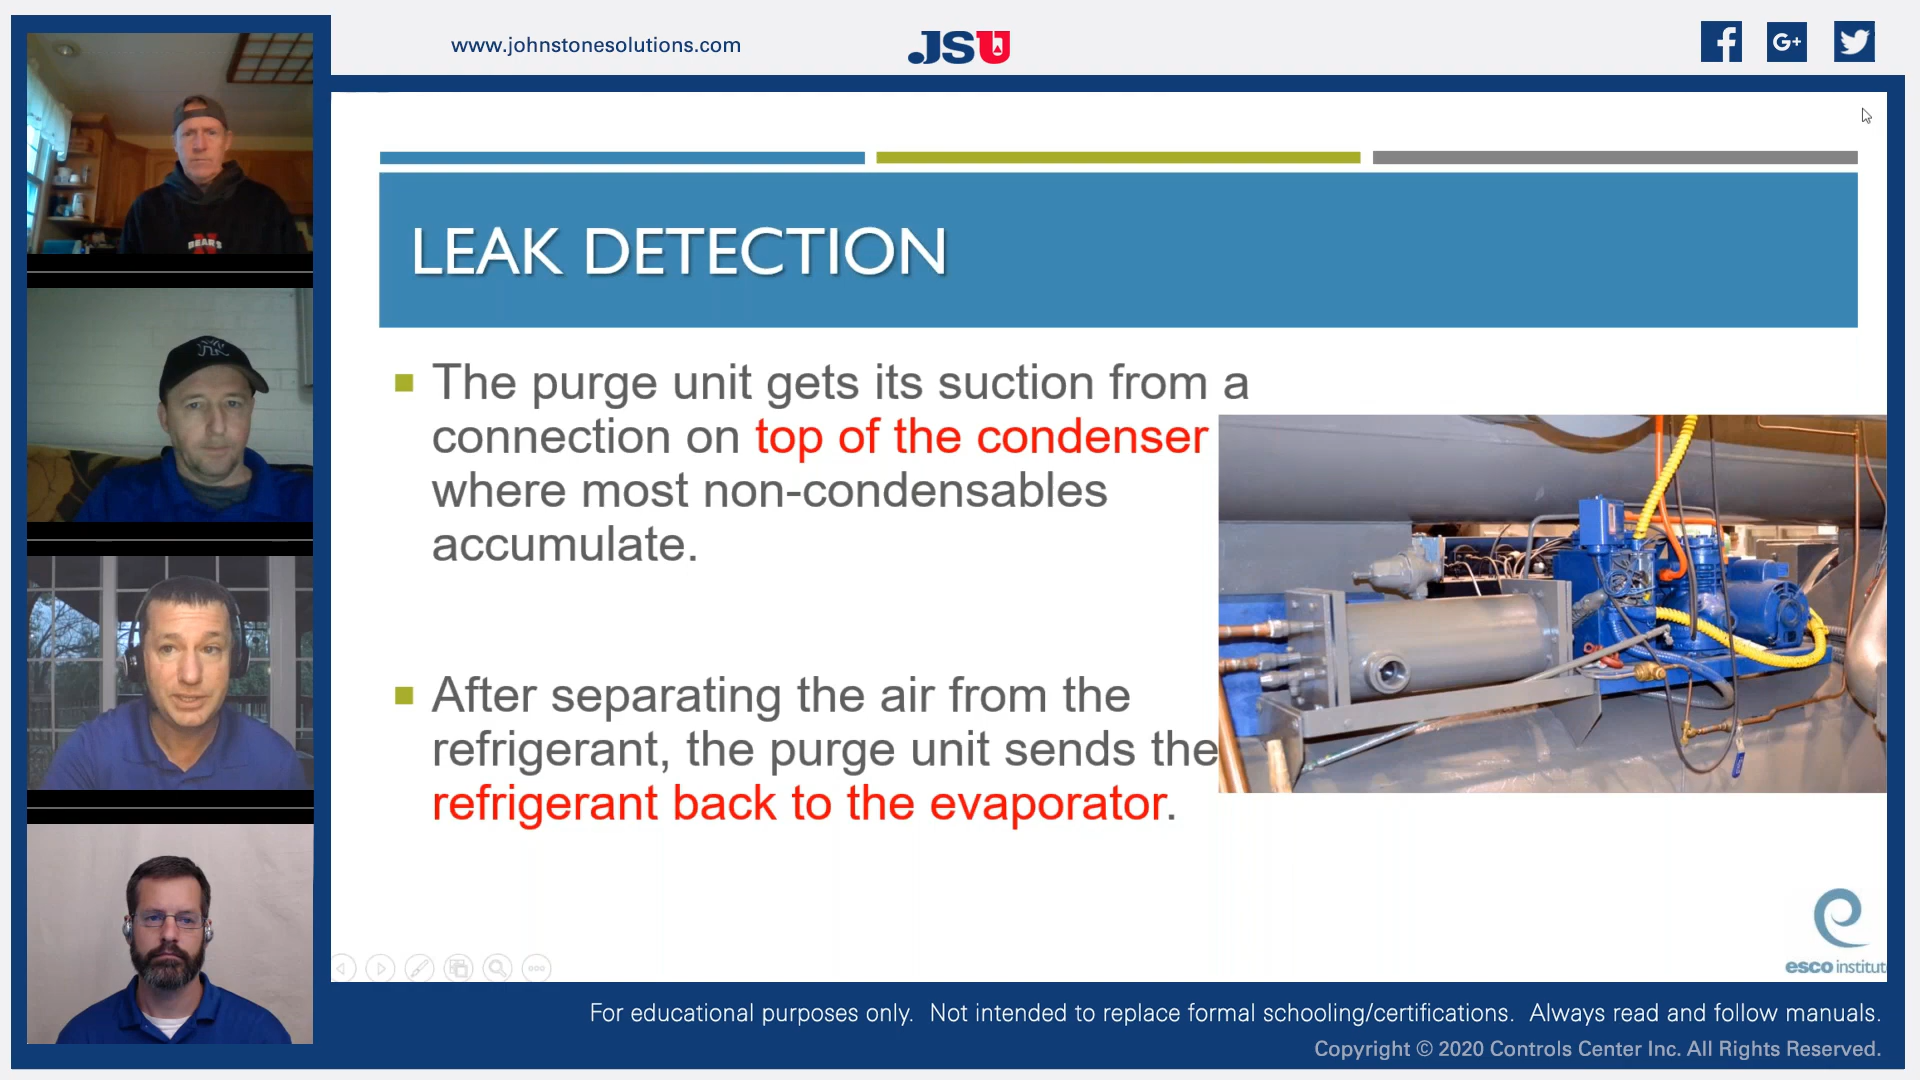 www.johnstonesolutions.com
JSU
G+
LEAK DETECTION
The purge unit gets its suction from a
connection on top of the condenser
where most non-condensables
accumulate.
After separating the air from the
refrigerant, the purge unit sends the
refrigerant back to the evaporator.
BEARS
N
esco institut
For educational purposes only. Not intended to replace formal schooling/certifications. Always read and follow manuals.
Copyright © 2020 Controls Center Inc. All Rights Reserved.